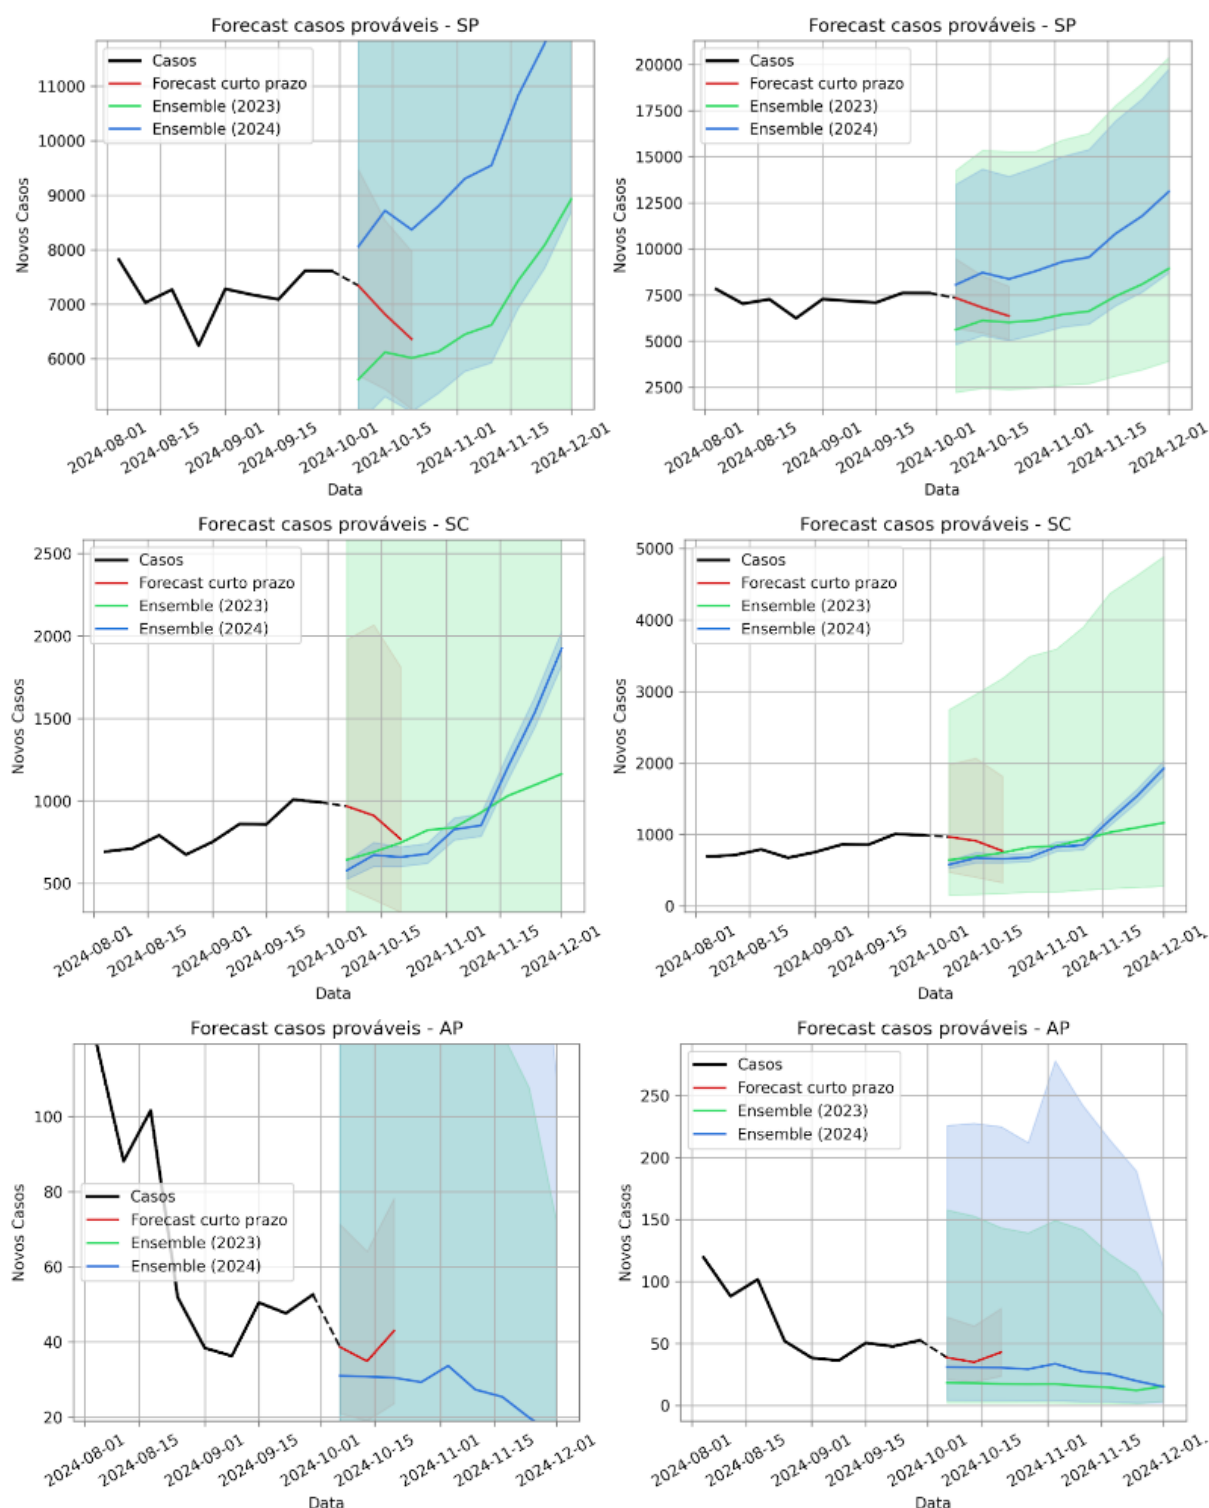 Forecast casos prováveis - SP
Casos
Forecast curto prazo
Ensemble (2023)
Ensemble (2024)
11000
10000
9000
8000
7000
6000
Novos Casos
2024-08-01
2024-08-15
2024-09-01
2024-09-15
2024-10-01
2024-10-15
2024-11-01
2024-11-15
2024-12-01
Data
Forecast casos prováveis - SP
Casos
Forecast curto prazo
Ensemble (2023)
Ensemble (2024)
20000
17500
15000
12500
10000
7500
5000
2500
Novos Casos
2024-08-01
2024-08-15
2024-09-01
2024-09-15
2024-10-01
2024-10-15
2024-11-01
2024-11-15
2024-12-01
Data
Forecast casos prováveis - SC
Casos
Forecast curto prazo
Ensemble (2023)
Ensemble (2024)
2500
2000
1500
1000
500
Novos Casos
2024-08-01
2024-08-15
2024-09-01
2024-09-15
2024-10-01
2024-10-15
2024-11-01
2024-11-15
2024-12-01
Data
Forecast casos prováveis - SC
Casos
Forecast curto prazo
Ensemble (2023)
Ensemble (2024)
5000
4000
3000
2000
1000
0
Novos Casos
2024-08-01
2024-08-15
2024-09-01
2024-09-15
2024-10-01
2024-10-15
2024-11-01
2024-11-15
2024-12-01.
Data
Forecast casos prováveis - AP
100
80
60
40
20
Casos
Forecast curto prazo
Ensemble (2023)
Ensemble (2024)
Novos Casos
2024-08-01
2024-08-15
2024-09-01
2024-09-15
2024-10-01
2024-10-15
2024-11-01
2024-11-15
2024-12-01
Data
Forecast casos prováveis - AP
Casos
Forecast curto prazo
Ensemble (2023)
Ensemble (2024)
250
200
150
100
50
0
Novos Casos
2024-08-01
2024-08-15
2024-09-01
2024-09-15
2024-10-01
2024-10-15
2024-11-01
2024-11-15
2024-12-01.
Data